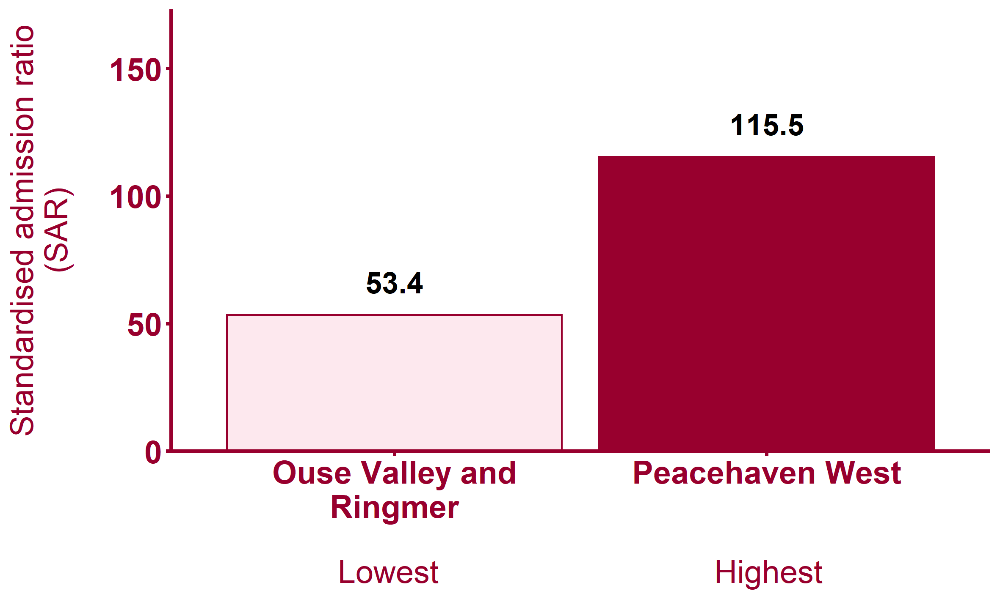 Standardised admission ratio
(SAR)
150
100
50
0
53.4
115.5
Ouse Valley and
Ringmer
Peacehaven West
Lowest
Highest